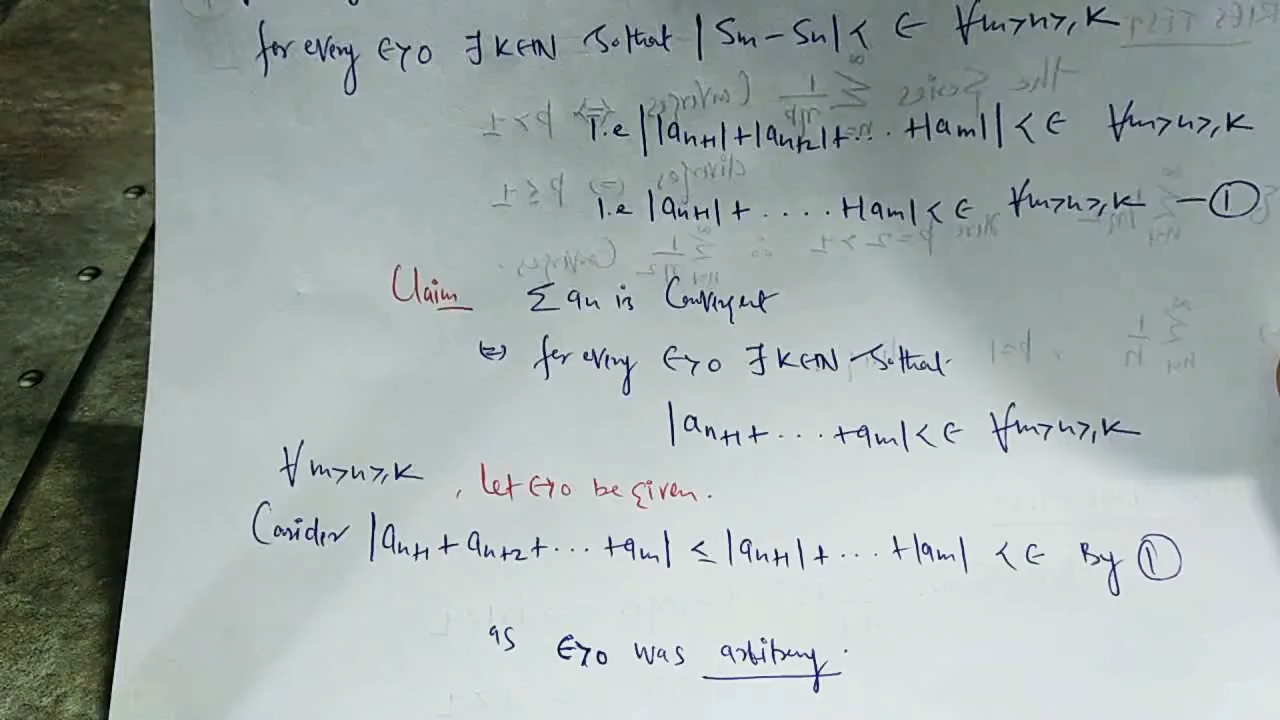 for every ∈>0 ∃ K∈ℕ So that |Sm - Sn| < ∈ ∀m>n≥K
i.e ||an+1|+|an+2|+... +|am|| < ∈ ∀m>n≥K
i.e |an+1| + .... +|am| < ∈ ∀m>n≥K — ①
Claim Σ an is Convergent
⇔ for every ∈>0 ∃ K∈ℕ So that
|an+1 + ... +am| < ∈ ∀m>n≥K
∀m>n≥K , let ∈>0 be given.
Consider |an+1 + an+2 + ... +am| ≤ |an+1| + ... +|am| < ∈ By ①
as ∈>0 was arbitrary.